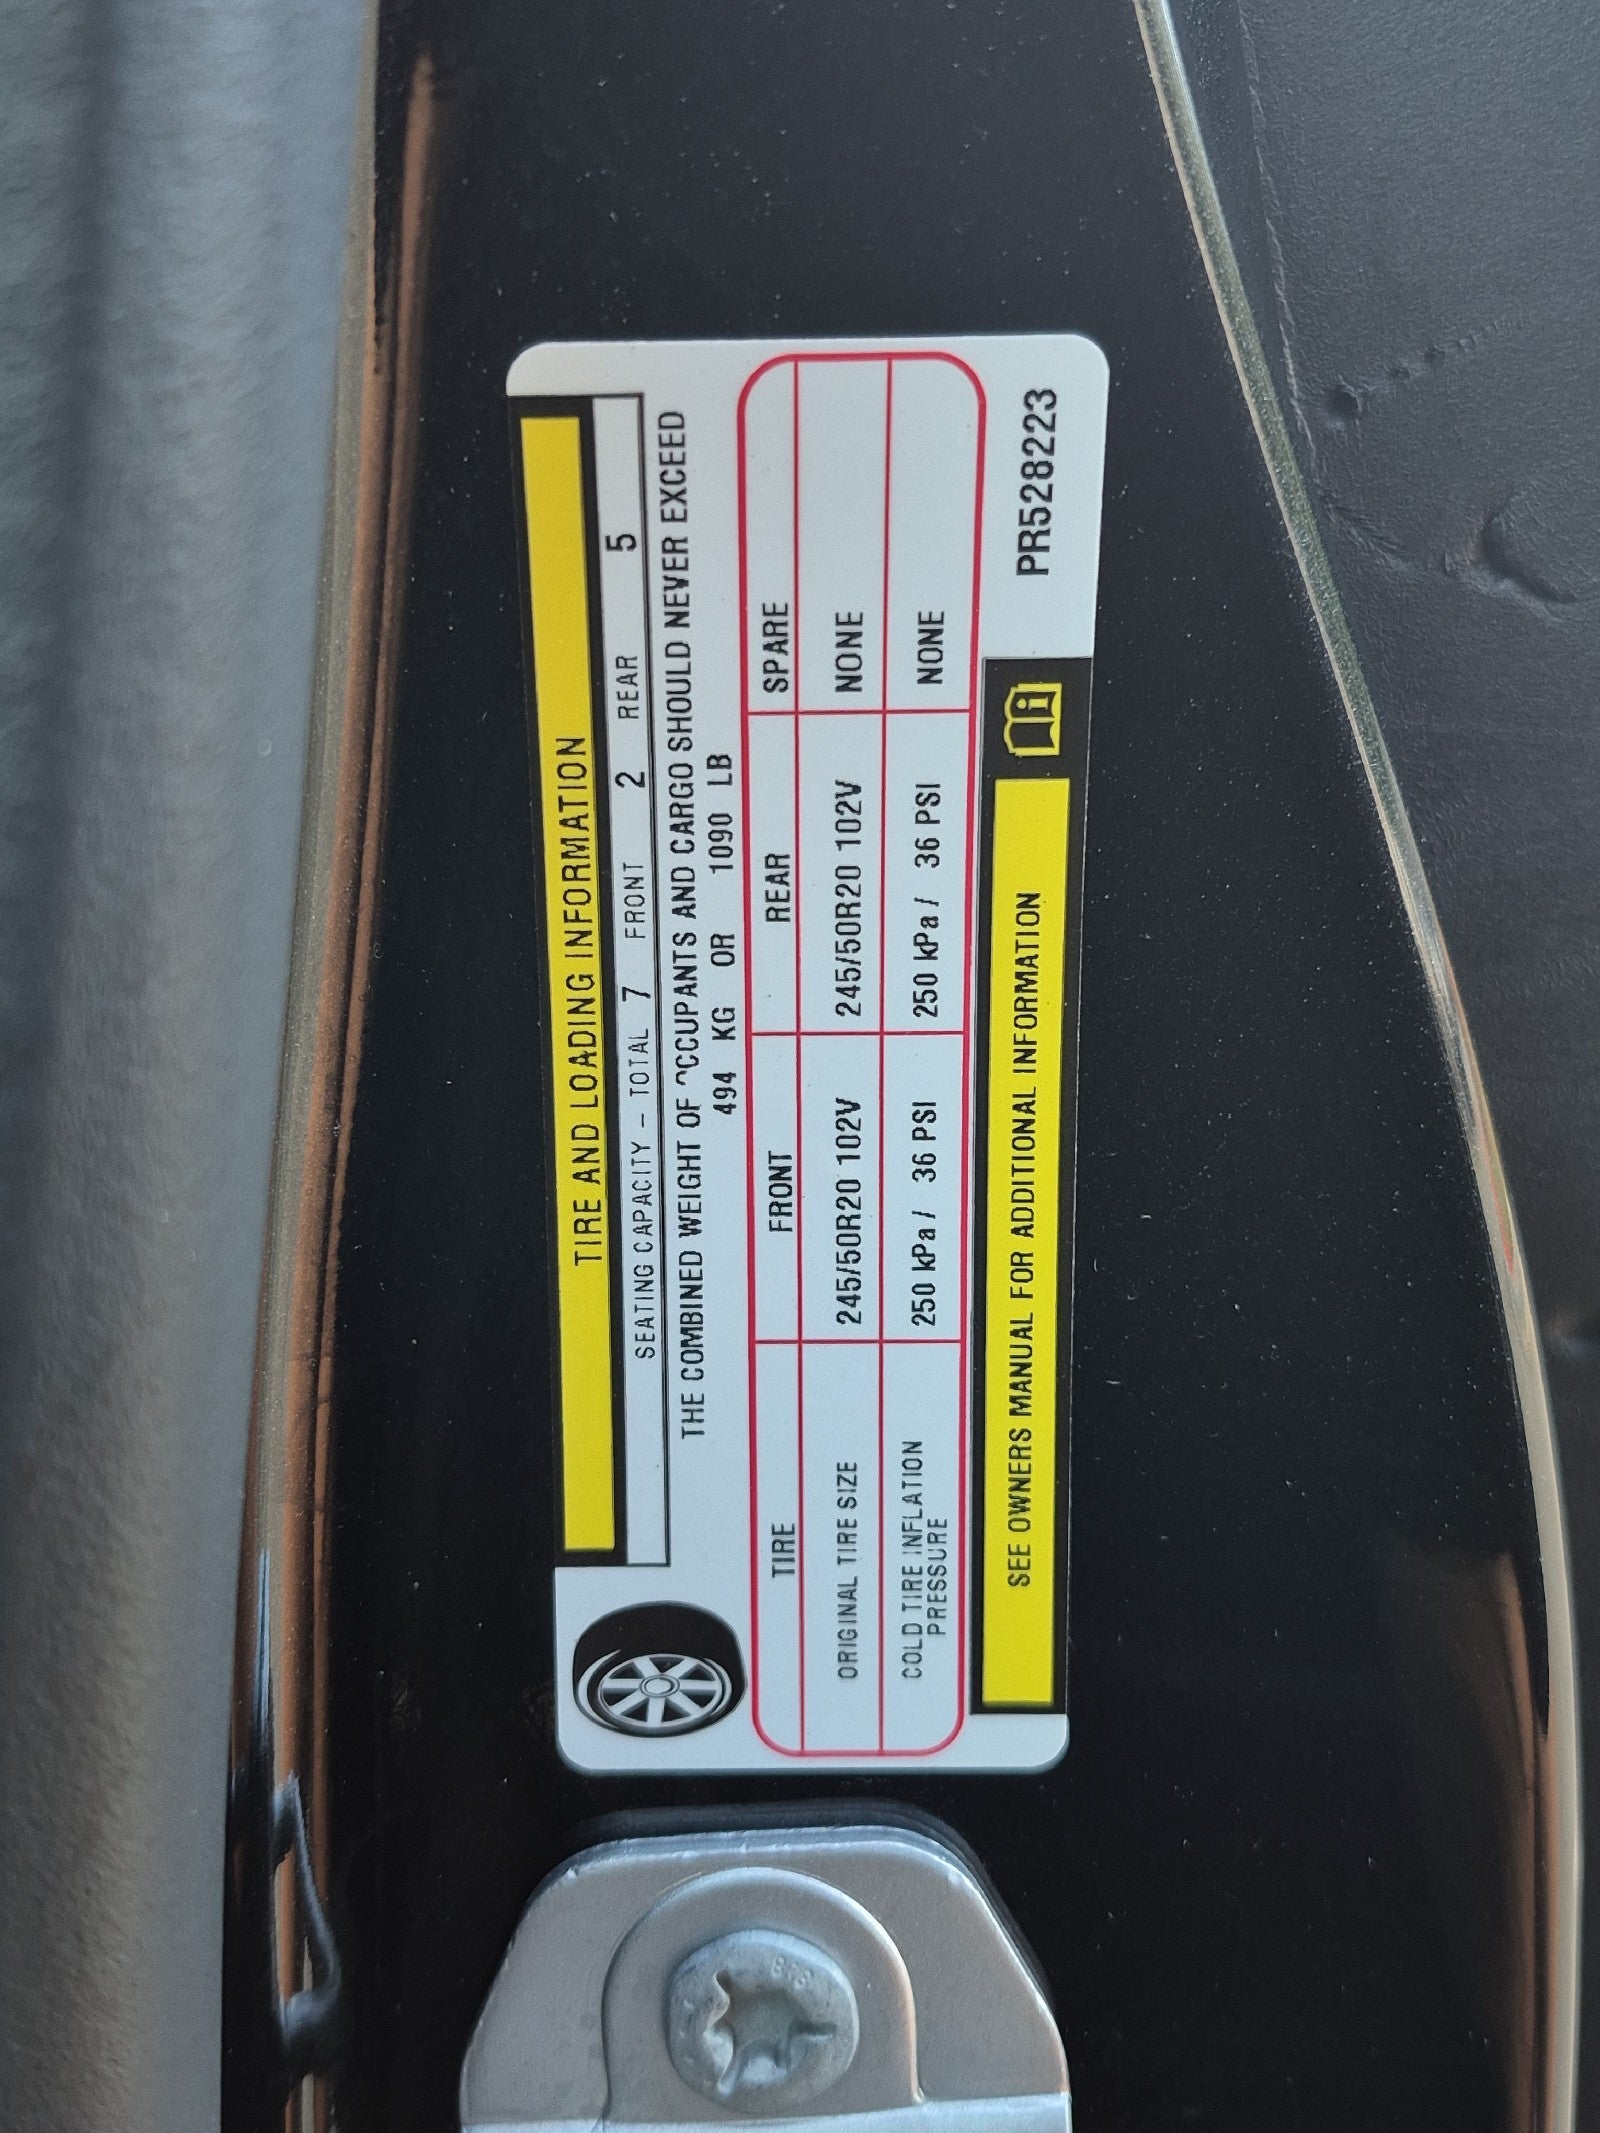 TIRE AND LOADING INFORMATION
SEATING CAPACITY – TOTAL 7 FRONT 2 REAR 5
THE COMBINED WEIGHT OF OCCUPANTS AND CARGO SHOULD NEVER EXCEED
494 KG OR 1090 LB
TIRE FRONT REAR SPARE
ORIGINAL TIRE SIZE 245/50R20 102V 245/50R20 102V NONE
COLD TIRE INFLATION
PRESSURE 250 kPa / 36 PSI 250 kPa / 36 PSI NONE
SEE OWNERS MANUAL FOR ADDITIONAL INFORMATION
PR528223